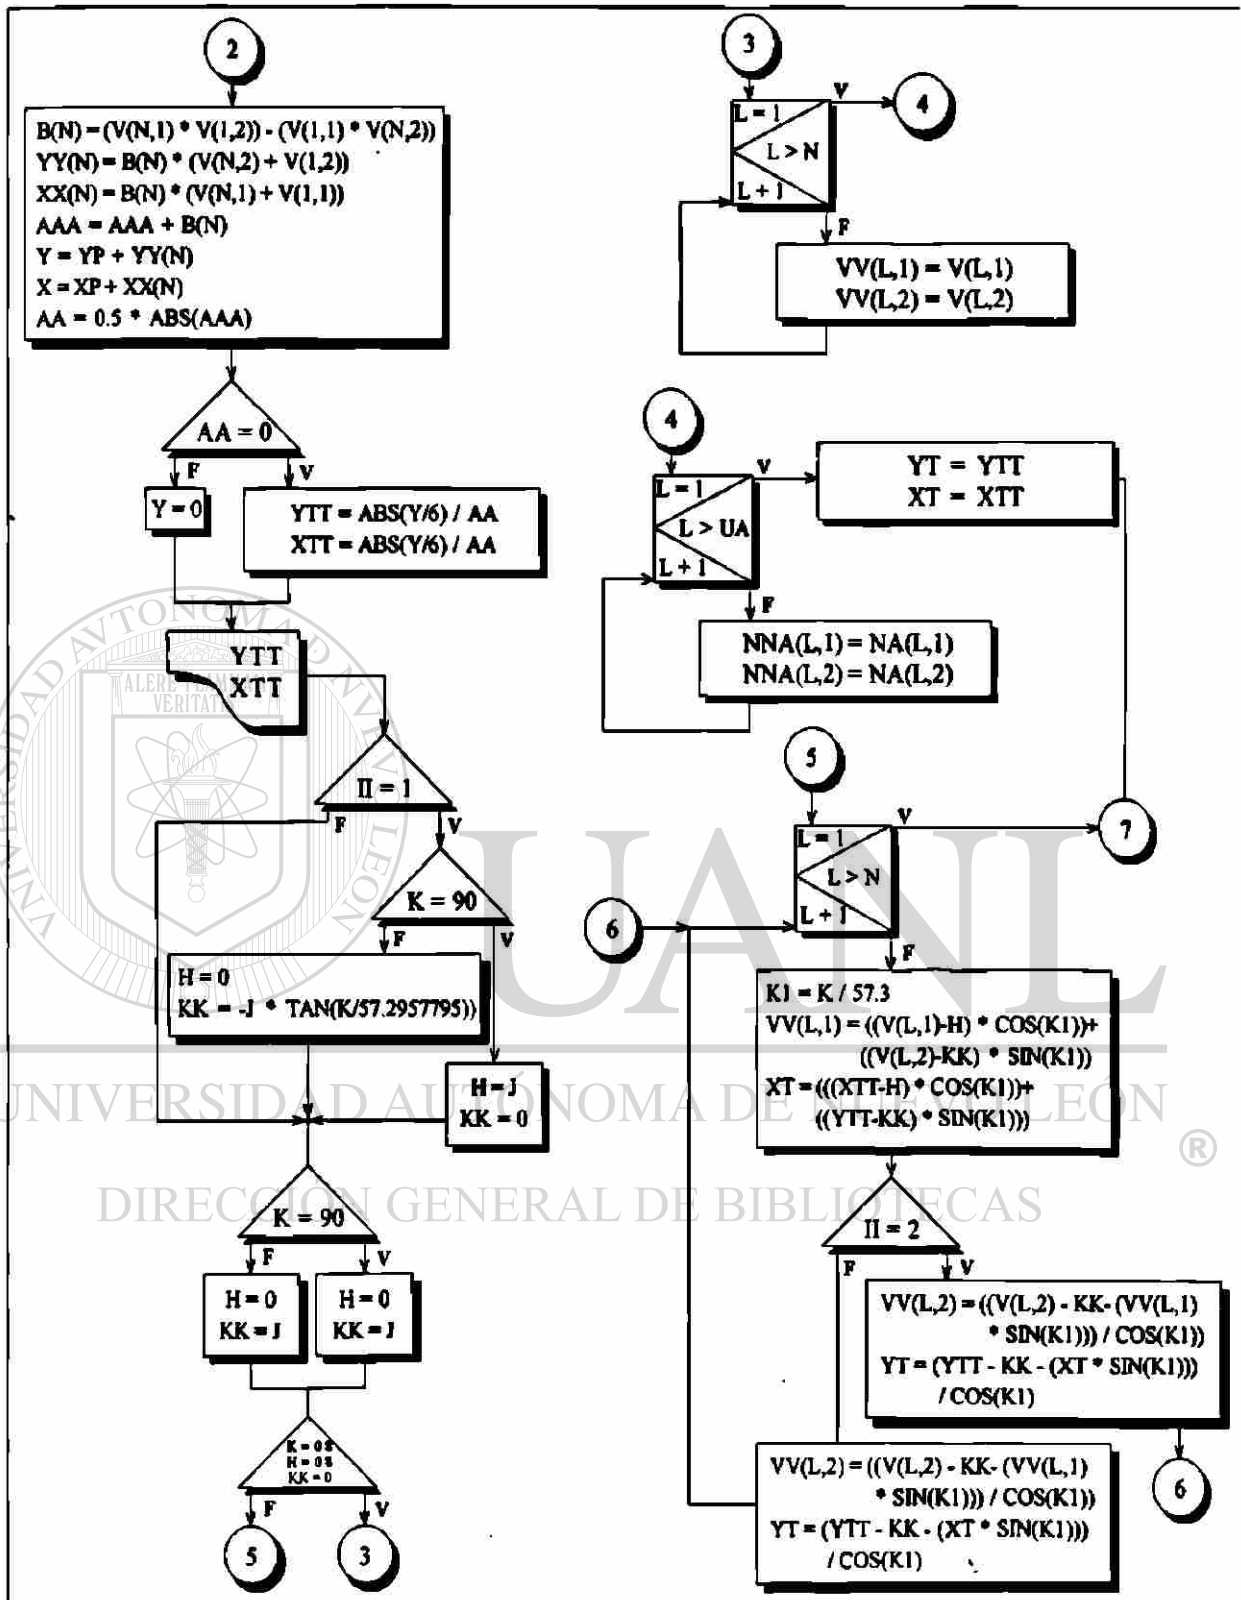 2
B(N) = (V(N,1) * V(1,2)) - (V(1,1) * V(N,2))
YY(N) = B(N) * (V(N,2) + V(1,2))
XX(N) = B(N) * (V(N,1) + V(1,1))
AAA = AAA + B(N)
Y = YP + YY(N)
X = XP + XX(N)
AA = 0.5 * ABS(AAA)
AA = 0
F
V
Y = 0
YTT = ABS(Y/6) / AA
XTT = ABS(Y/6) / AA
YTT
XTT
II = 1
F
V
K = 90
F
V
H = 0
KK = -J * TAN(K/57.2957795))
H = J
KK = 0
K = 90
F
V
H = 0
KK = J
H = 0
KK = J
K = 0 &
H = 0 &
KK = 0
F
V
5
3
3
L = 1
V
4
L > N
L + 1
F
VV(L,1) = V(L,1)
VV(L,2) = V(L,2)
4
L = 1
V
L > UA
L + 1
F
YT = YTT
XT = XTT
NNA(L,1) = NA(L,1)
NNA(L,2) = NA(L,2)
5
L = 1
V
7
L > N
L + 1
6
F
K1 = K / 57.3
VV(L,1) = ((V(L,1)-H) * COS(K1))+
((V(L,2)-KK) * SIN(K1))
XT = (((XTT-H) * COS(K1))+
((YTT-KK) * SIN(K1)))
II = 2
F
V
VV(L,2) = ((V(L,2) - KK- (VV(L,1)
* SIN(K1))) / COS(K1))
YT = (YTT - KK - (XT * SIN(K1)))
/ COS(K1)
6
VV(L,2) = ((V(L,2) - KK- (VV(L,1)
* SIN(K1))) / COS(K1))
YT = (YTT - KK - (XT * SIN(K1)))
/ COS(K1)
UNIVERSIDAD AVTONOMA DE NVEVO LEON
ALERE FLAMMAM
VERITATIS
UANL
UNIVERSIDAD AUTÓNOMA DE NUEVO LEÓN
®
DIRECCIÓN GENERAL DE BIBLIOTECAS